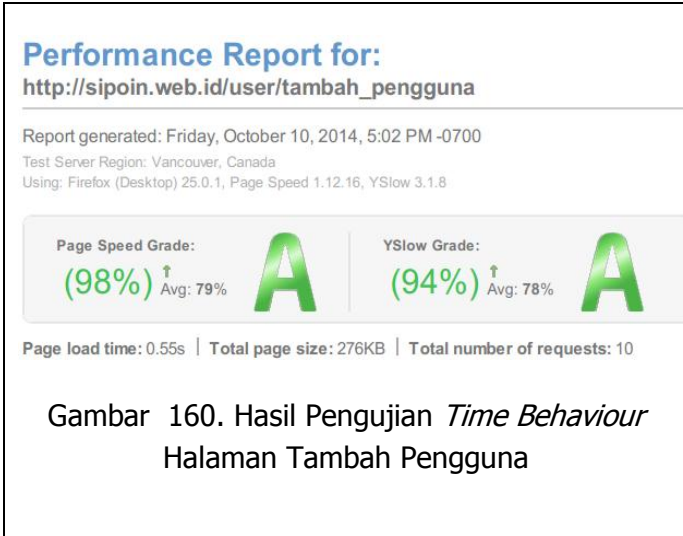 Performance Report for:
http://sipoin.web.id/user/tambah_pengguna
Report generated: Friday, October 10, 2014, 5:02 PM -0700
Test Server Region: Vancouver, Canada
Using: Firefox (Desktop) 25.0.1, Page Speed 1.12.16, YSlow 3.1.8
Page Speed Grade:
(98%) ↑ Avg: 79% A
YSlow Grade:
(94%) ↑ Avg: 78% A
Page load time: 0.55s | Total page size: 276KB | Total number of requests: 10
Gambar 160. Hasil Pengujian Time Behaviour
Halaman Tambah Pengguna